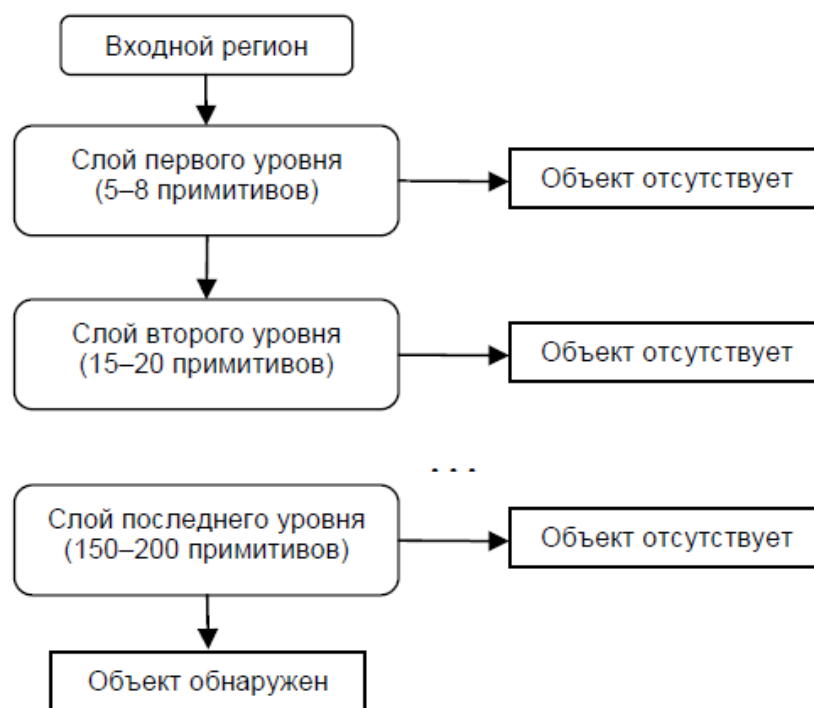 Входной регион
Слой первого уровня
(5–8 примитивов)
Объект отсутствует
Слой второго уровня
(15–20 примитивов)
Объект отсутствует
...
Слой последнего уровня
(150–200 примитивов)
Объект отсутствует
Объект обнаружен